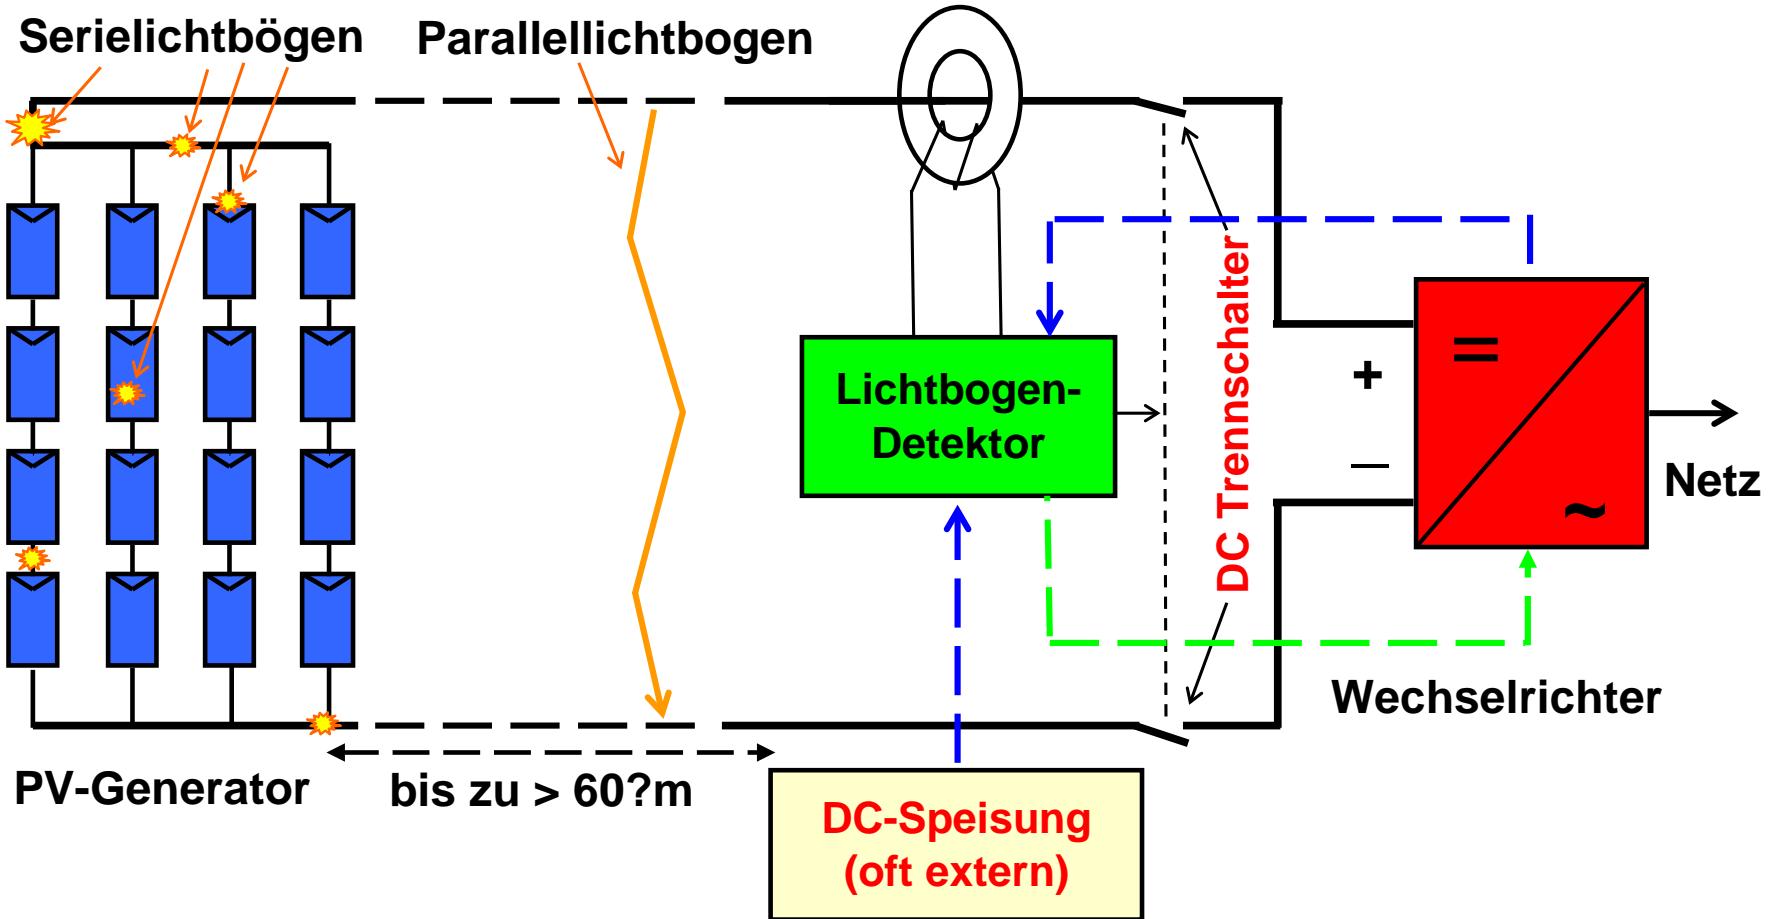 Serielichtbögen
Parallellichtbogen
DC Trennschalter
Lichtbogen-
Detektor
=
~
+
–
Netz
Wechselrichter
PV-Generator
bis zu > 60?m
DC-Speisung
(oft extern)